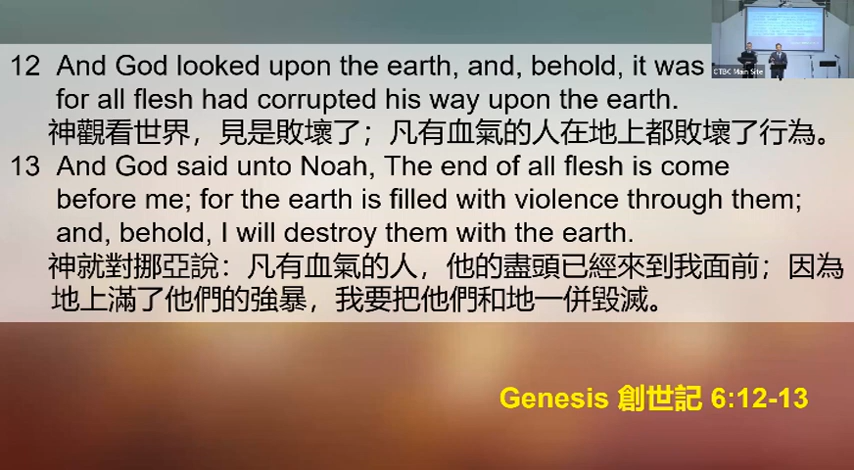 12 And God looked upon the earth, and, behold, it was
for all flesh had corrupted his way upon the earth.
神觀看世界，見是敗壞了；凡有血氣的人在地上都敗壞了行為。
13 And God said unto Noah, The end of all flesh is come
before me; for the earth is filled with violence through them;
and, behold, I will destroy them with the earth.
神就對挪亞說：凡有血氣的人，他的盡頭已經來到我面前；因為
地上滿了他們的強暴，我要把他們和地一併毀滅。
Genesis 創世記 6:12-13
CTBC Main Site